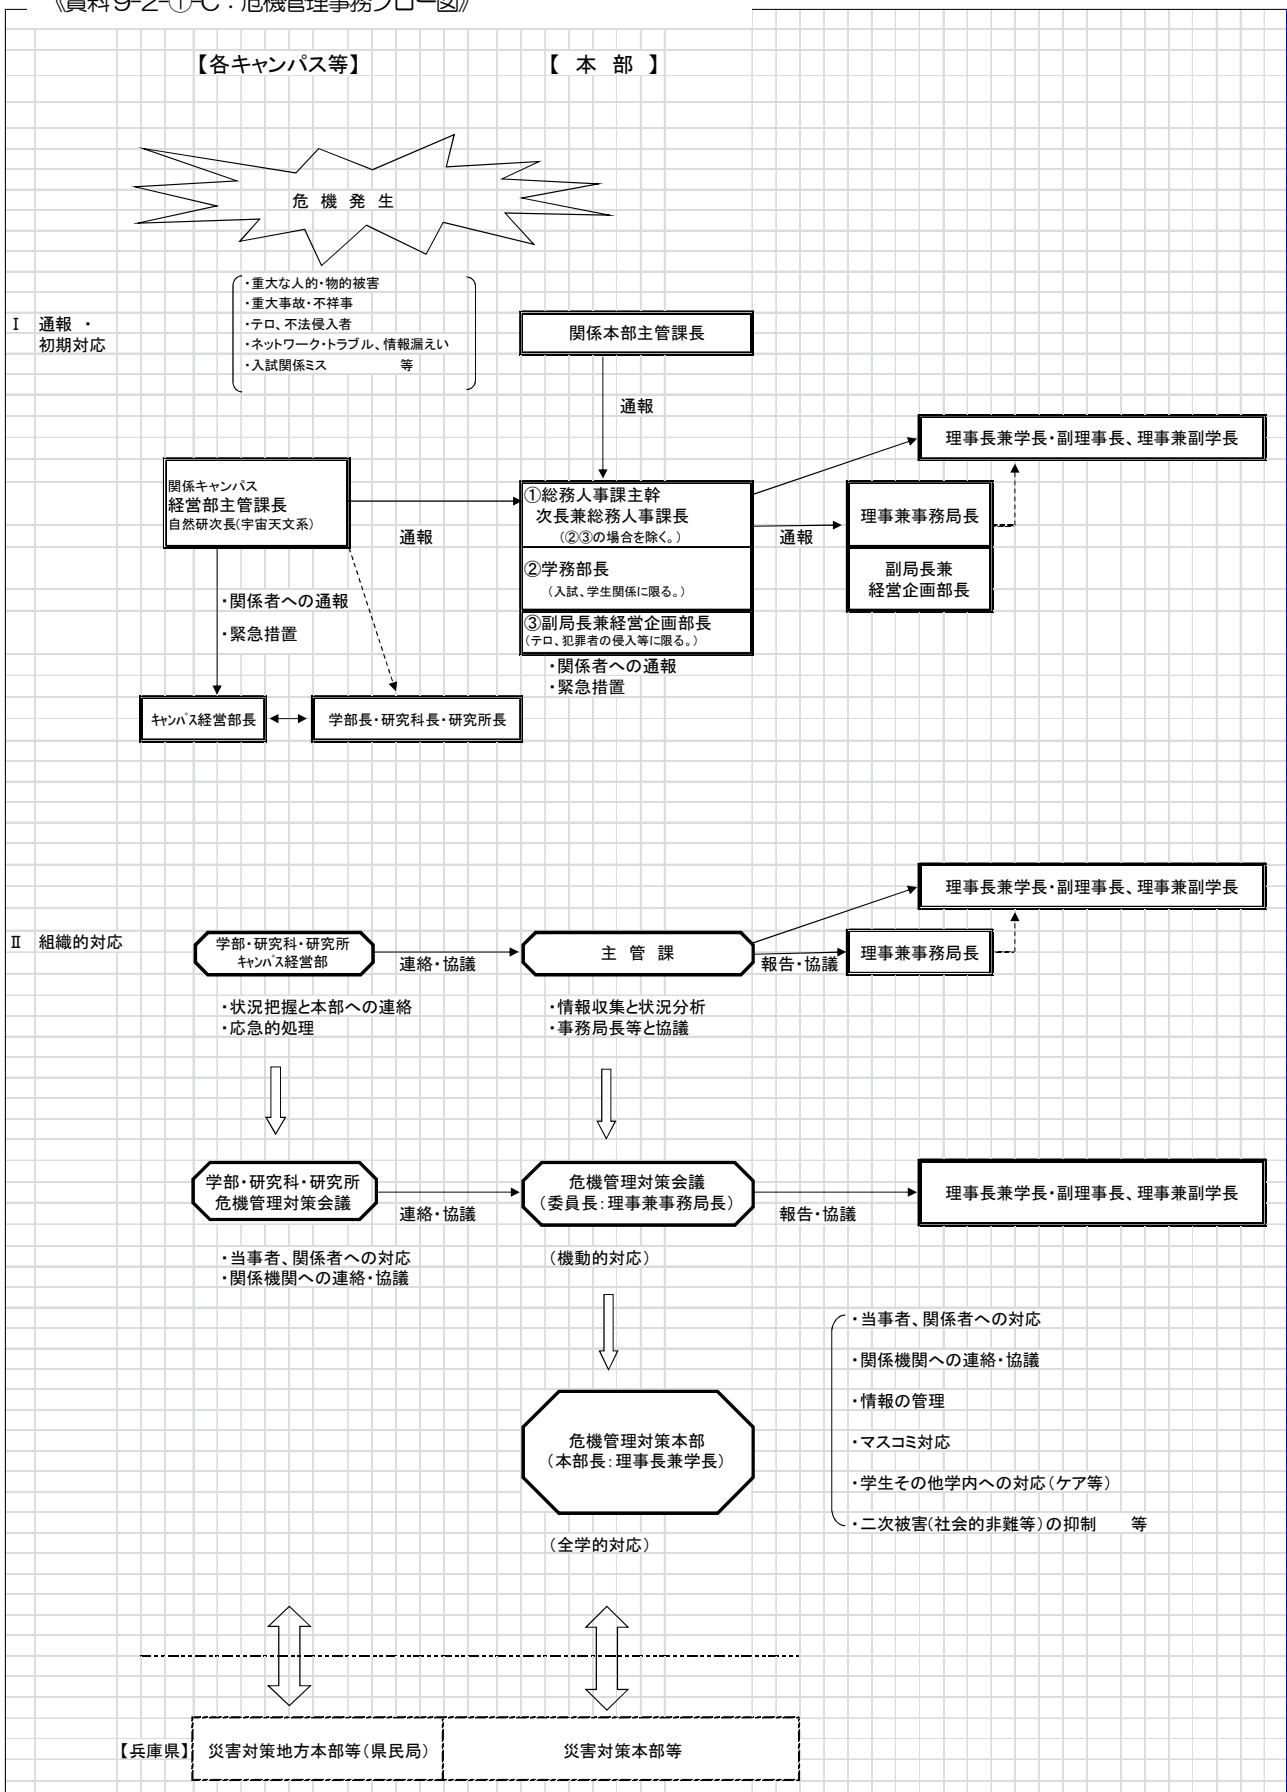 《資料9-2-①-C：危機管理事務フロー図》
【各キャンパス等】
【 本 部 】
危 機 発 生
・重大な人的・物的被害
・重大事故・不祥事
・テロ、不法侵入者
・ネットワーク・トラブル、情報漏えい
・入試関係ミス 等
Ⅰ 通報 ・
初期対応
関係本部主管課長
通報
理事長兼学長・副理事長、理事兼副学長
関係キャンパス
経営部主管課長
自然研次長(宇宙天文系)
通報
①総務人事課主幹
次長兼総務人事課長
(②③の場合を除く。)
②学務部長
(入試、学生関係に限る。)
③副局長兼経営企画部長
(テロ、犯罪者の侵入等に限る。)
通報
理事兼事務局長
副局長兼
経営企画部長
・関係者への通報
・緊急措置
・関係者への通報
・緊急措置
ｷｬﾝﾊﾟｽ経営部長
学部長・研究科長・研究所長
理事長兼学長・副理事長、理事兼副学長
Ⅱ 組織的対応
学部・研究科・研究所
ｷｬﾝﾊﾟｽ経営部
連絡・協議
主 管 課
報告・協議
理事兼事務局長
・状況把握と本部への連絡
・応急的処理
・情報収集と状況分析
・事務局長等と協議
学部・研究科・研究所
危機管理対策会議
連絡・協議
危機管理対策会議
(委員長：理事兼事務局長)
報告・協議
理事長兼学長・副理事長、理事兼副学長
・当事者、関係者への対応
・関係機関への連絡・協議
(機動的対応)
・当事者、関係者への対応
・関係機関への連絡・協議
・情報の管理
・マスコミ対応
・学生その他学内への対応(ケア等)
・二次被害(社会的非難等)の抑制 等
危機管理対策本部
(本部長：理事長兼学長)
(全学的対応)
【兵庫県】
災害対策地方本部等(県民局)
災害対策本部等